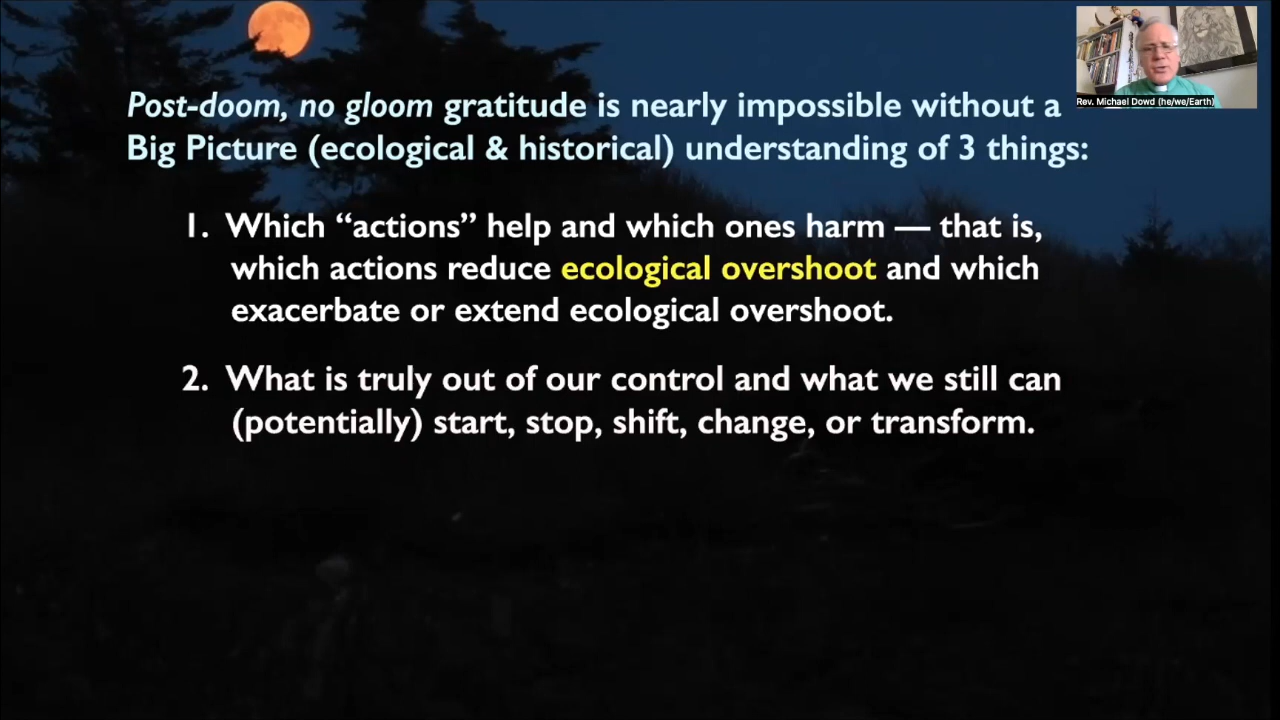 Rev. Michael Dowd (he/we/Earth)
Post-doom, no gloom gratitude is nearly impossible without a
Big Picture (ecological & historical) understanding of 3 things:
1. Which “actions” help and which ones harm — that is,
which actions reduce ecological overshoot and which
exacerbate or extend ecological overshoot.
2. What is truly out of our control and what we still can
(potentially) start, stop, shift, change, or transform.